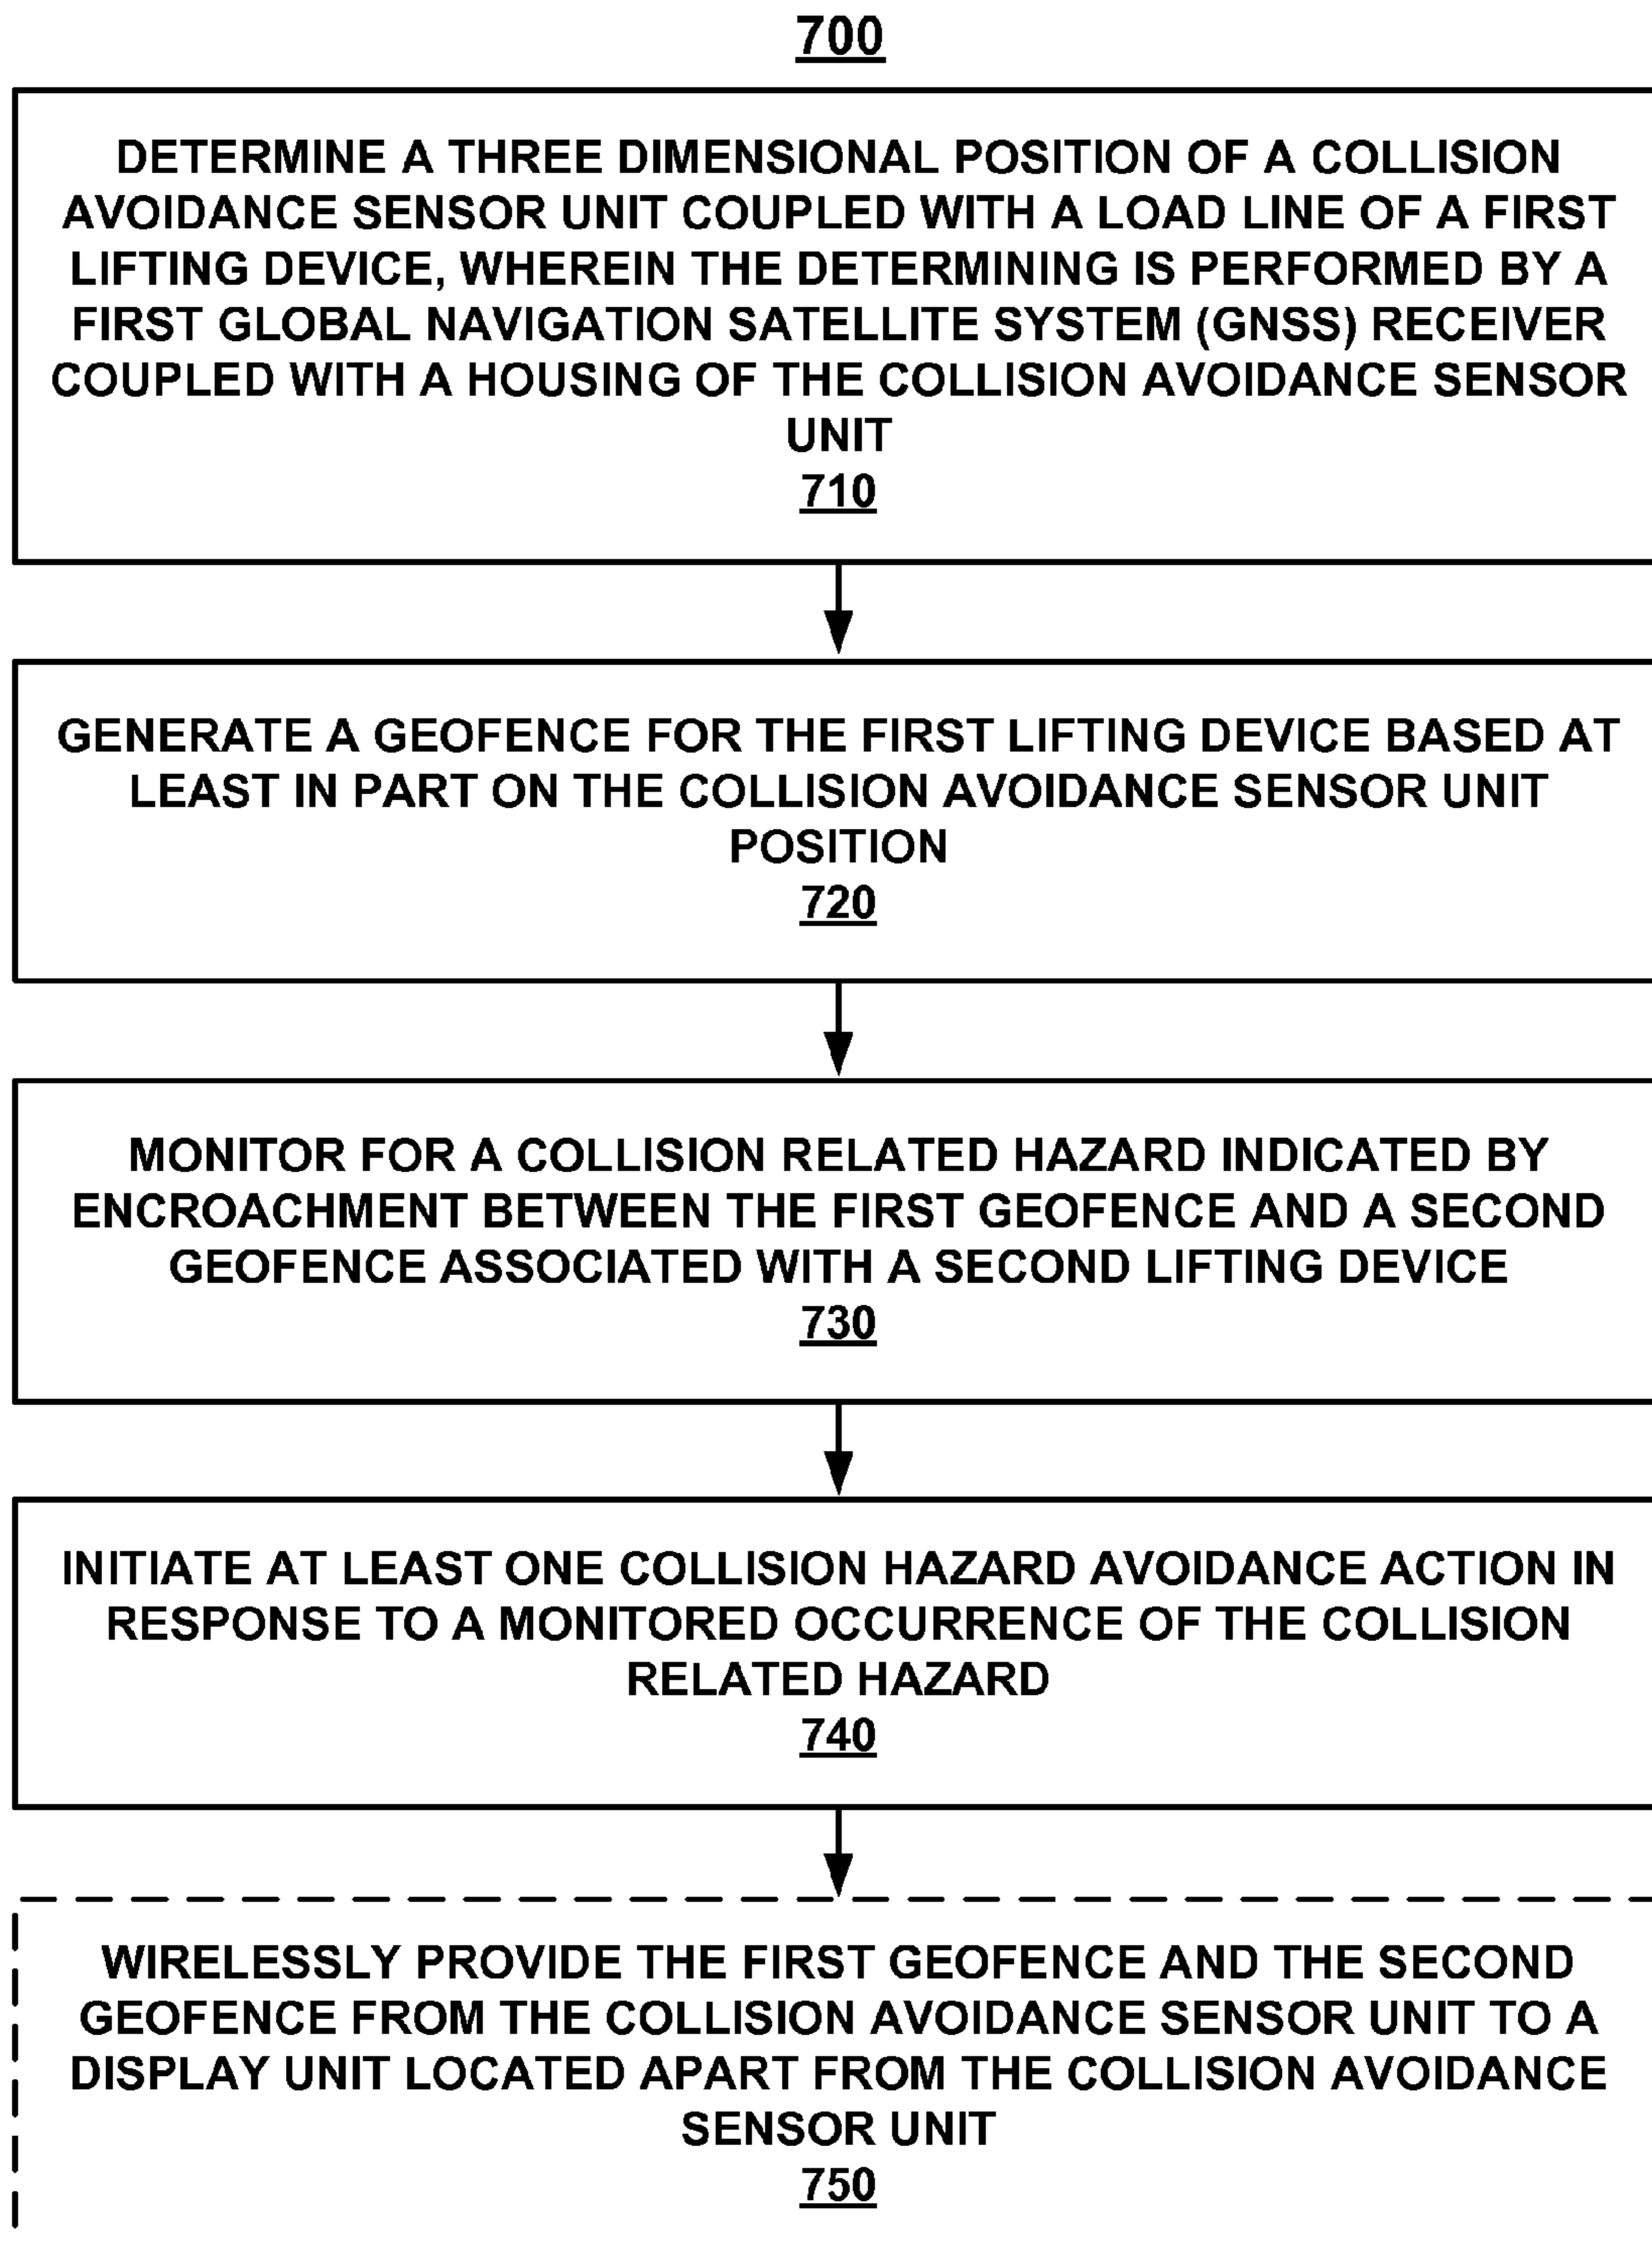 700
DETERMINE A THREE DIMENSIONAL POSITION OF A COLLISION
AVOIDANCE SENSOR UNIT COUPLED WITH A LOAD LINE OF A FIRST
LIFTING DEVICE, WHEREIN THE DETERMINING IS PERFORMED BY A
FIRST GLOBAL NAVIGATION SATELLITE SYSTEM (GNSS) RECEIVER
COUPLED WITH A HOUSING OF THE COLLISION AVOIDANCE SENSOR
UNIT
710
GENERATE A GEOFENCE FOR THE FIRST LIFTING DEVICE BASED AT
LEAST IN PART ON THE COLLISION AVOIDANCE SENSOR UNIT
POSITION
720
MONITOR FOR A COLLISION RELATED HAZARD INDICATED BY
ENCROACHMENT BETWEEN THE FIRST GEOFENCE AND A SECOND
GEOFENCE ASSOCIATED WITH A SECOND LIFTING DEVICE
730
INITIATE AT LEAST ONE COLLISION HAZARD AVOIDANCE ACTION IN
RESPONSE TO A MONITORED OCCURRENCE OF THE COLLISION
RELATED HAZARD
740
WIRELESSLY PROVIDE THE FIRST GEOFENCE AND THE SECOND
GEOFENCE FROM THE COLLISION AVOIDANCE SENSOR UNIT TO A
DISPLAY UNIT LOCATED APART FROM THE COLLISION AVOIDANCE
SENSOR UNIT
750